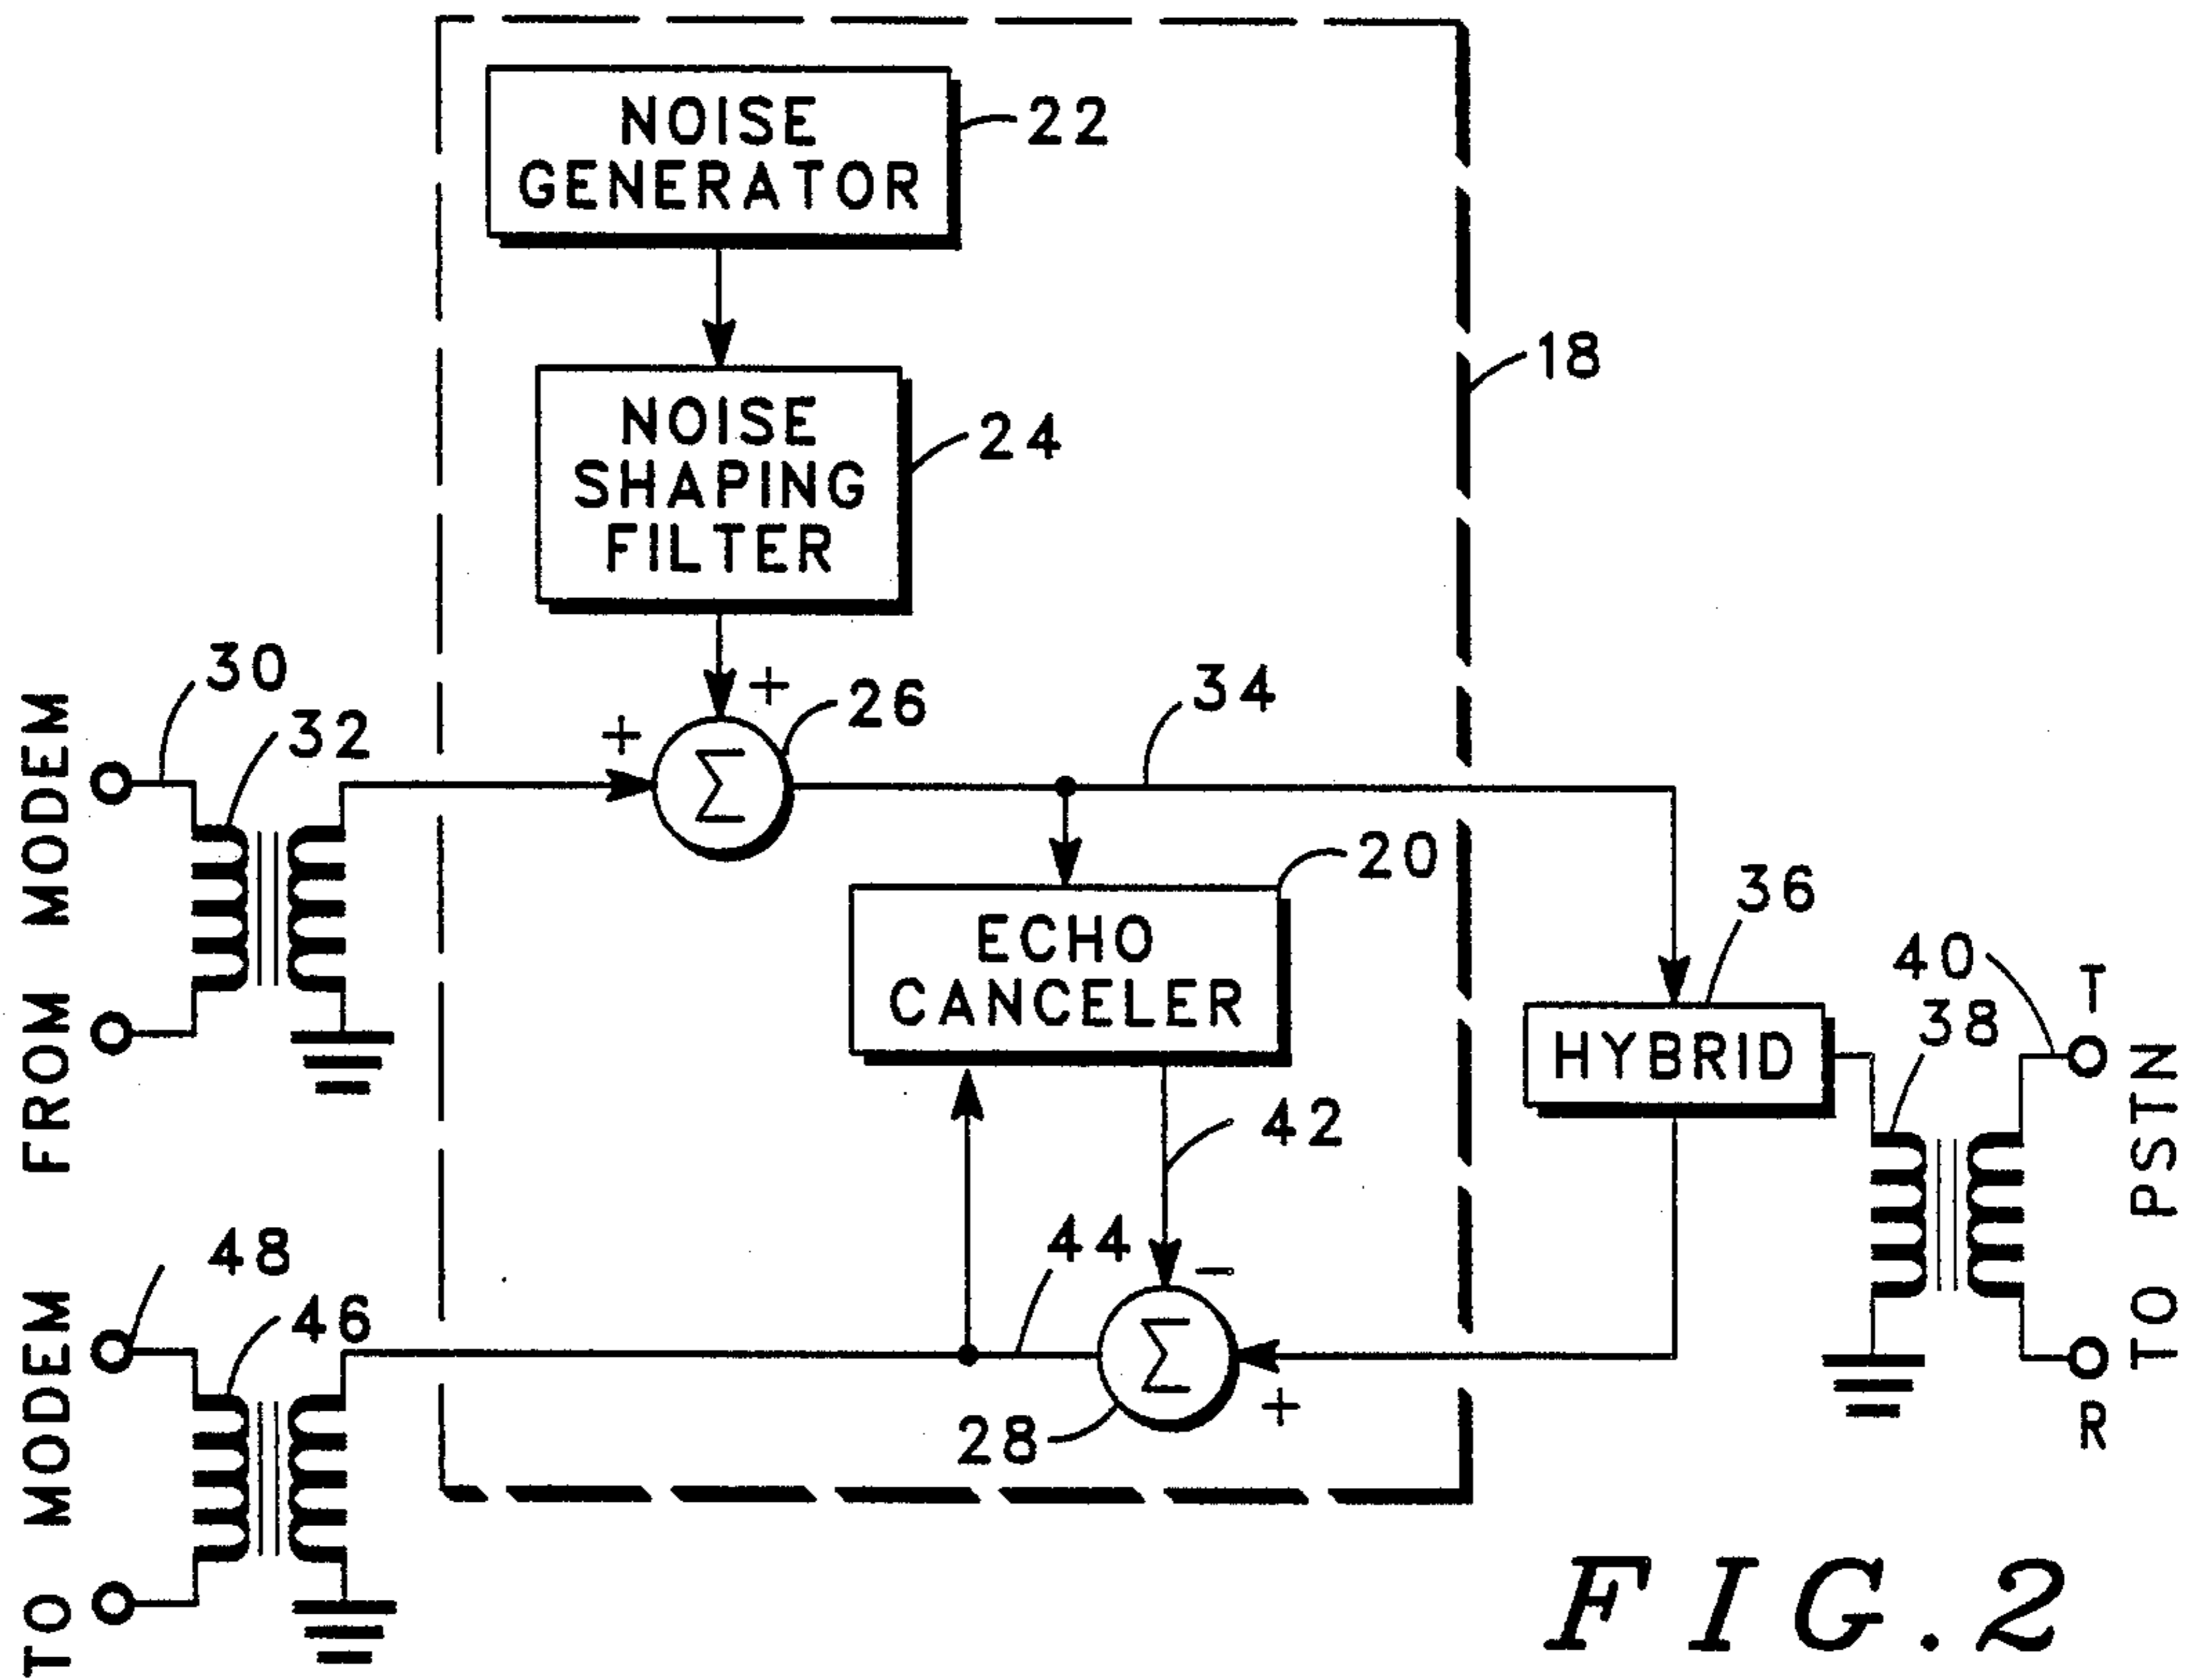 NOISE
GENERATOR
22
18
NOISE
SHAPING
FILTER
24
30
32
FROM MODEM
+
+
Σ
26
34
20
ECHO
CANCELER
36
HYBRID
40
38
T
R
TO PSTN
42
44
48
46
TO MODEM
Σ
−
+
28
FIG.2